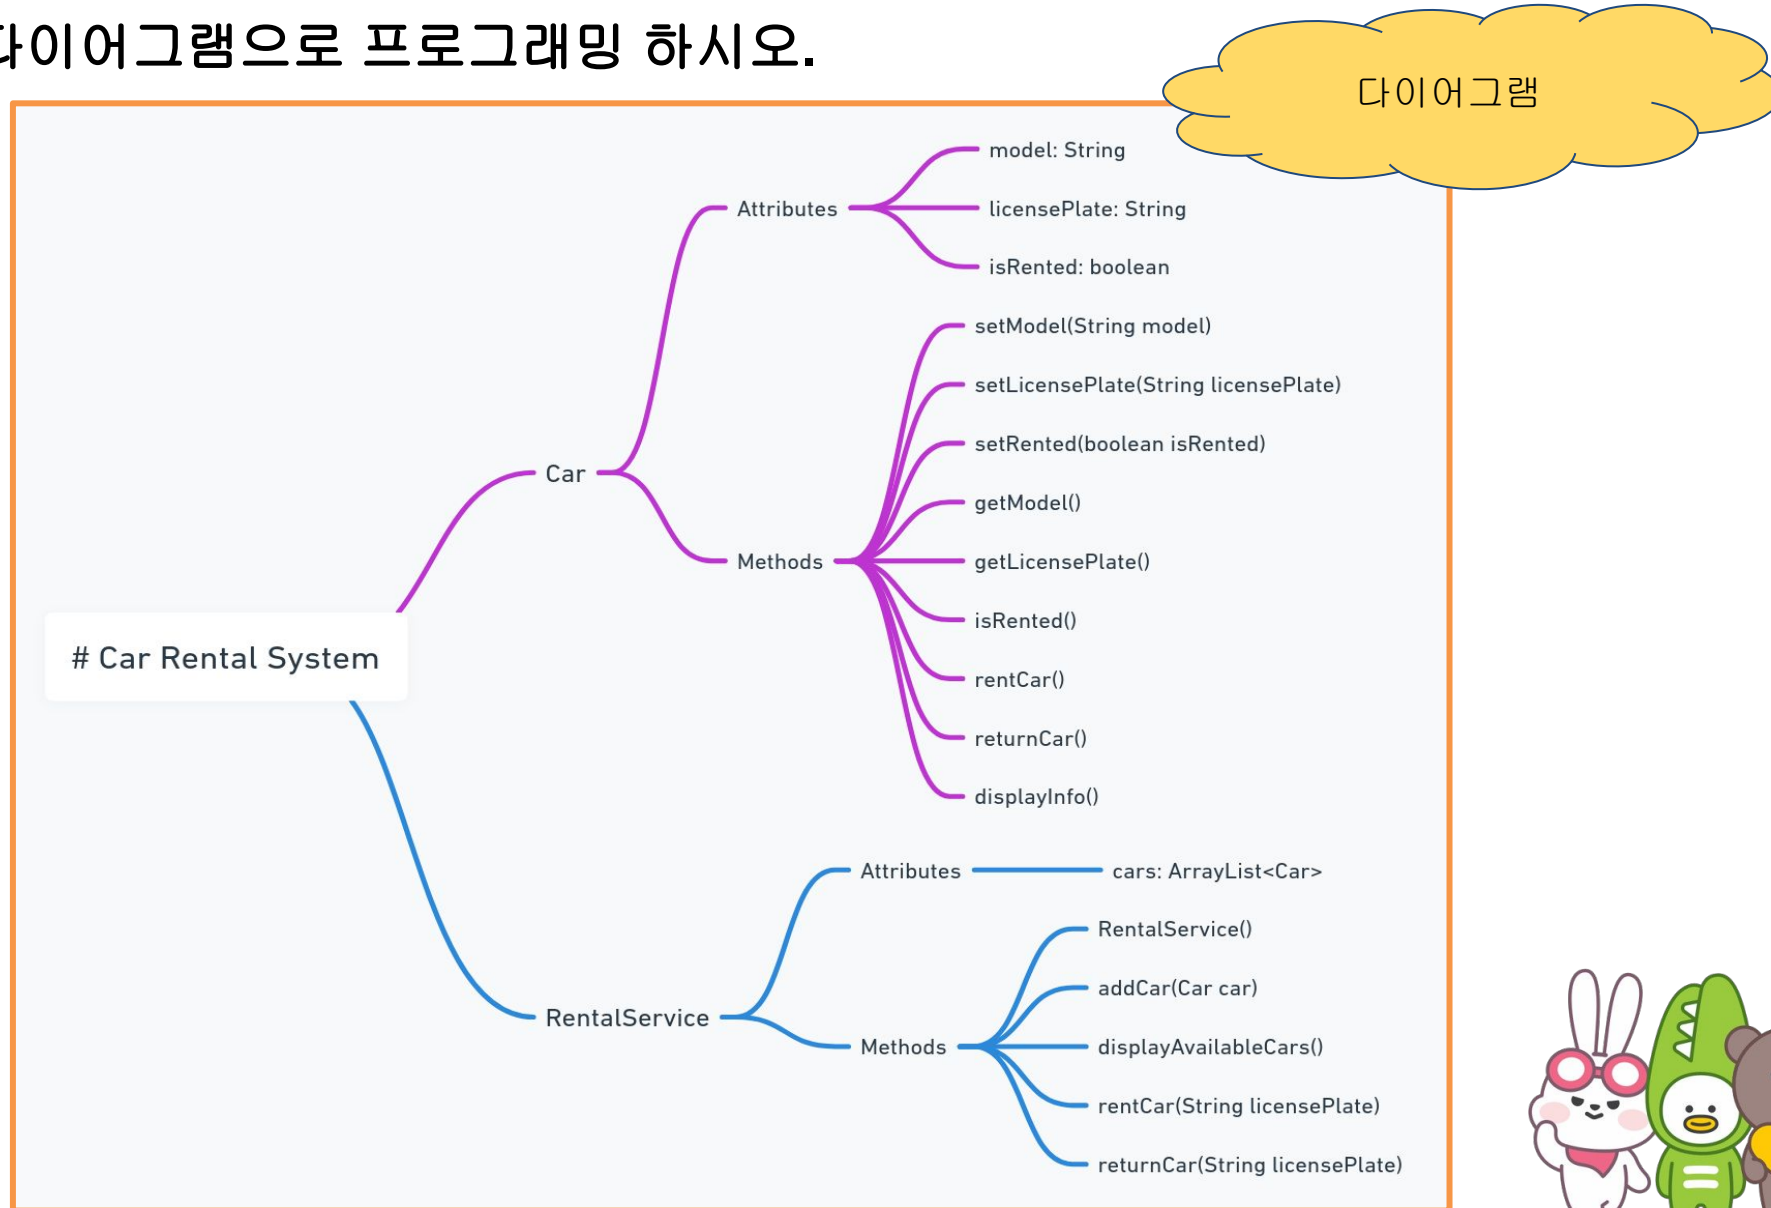 다이어그램으로 프로그래밍 하시오.
다이어그램
model: String
Attributes
licensePlate: String
isRented: boolean
setModel(String model)
setLicensePlate(String licensePlate)
setRented(boolean isRented)
Car
getModel()
Methods
getLicensePlate()
isRented()
# Car Rental System
rentCar()
returnCar()
displayInfo()
Attributes
cars: ArrayList<Car>
RentalService()
addCar(Car car)
RentalService
Methods
displayAvailableCars()
rentCar(String licensePlate)
returnCar(String licensePlate)